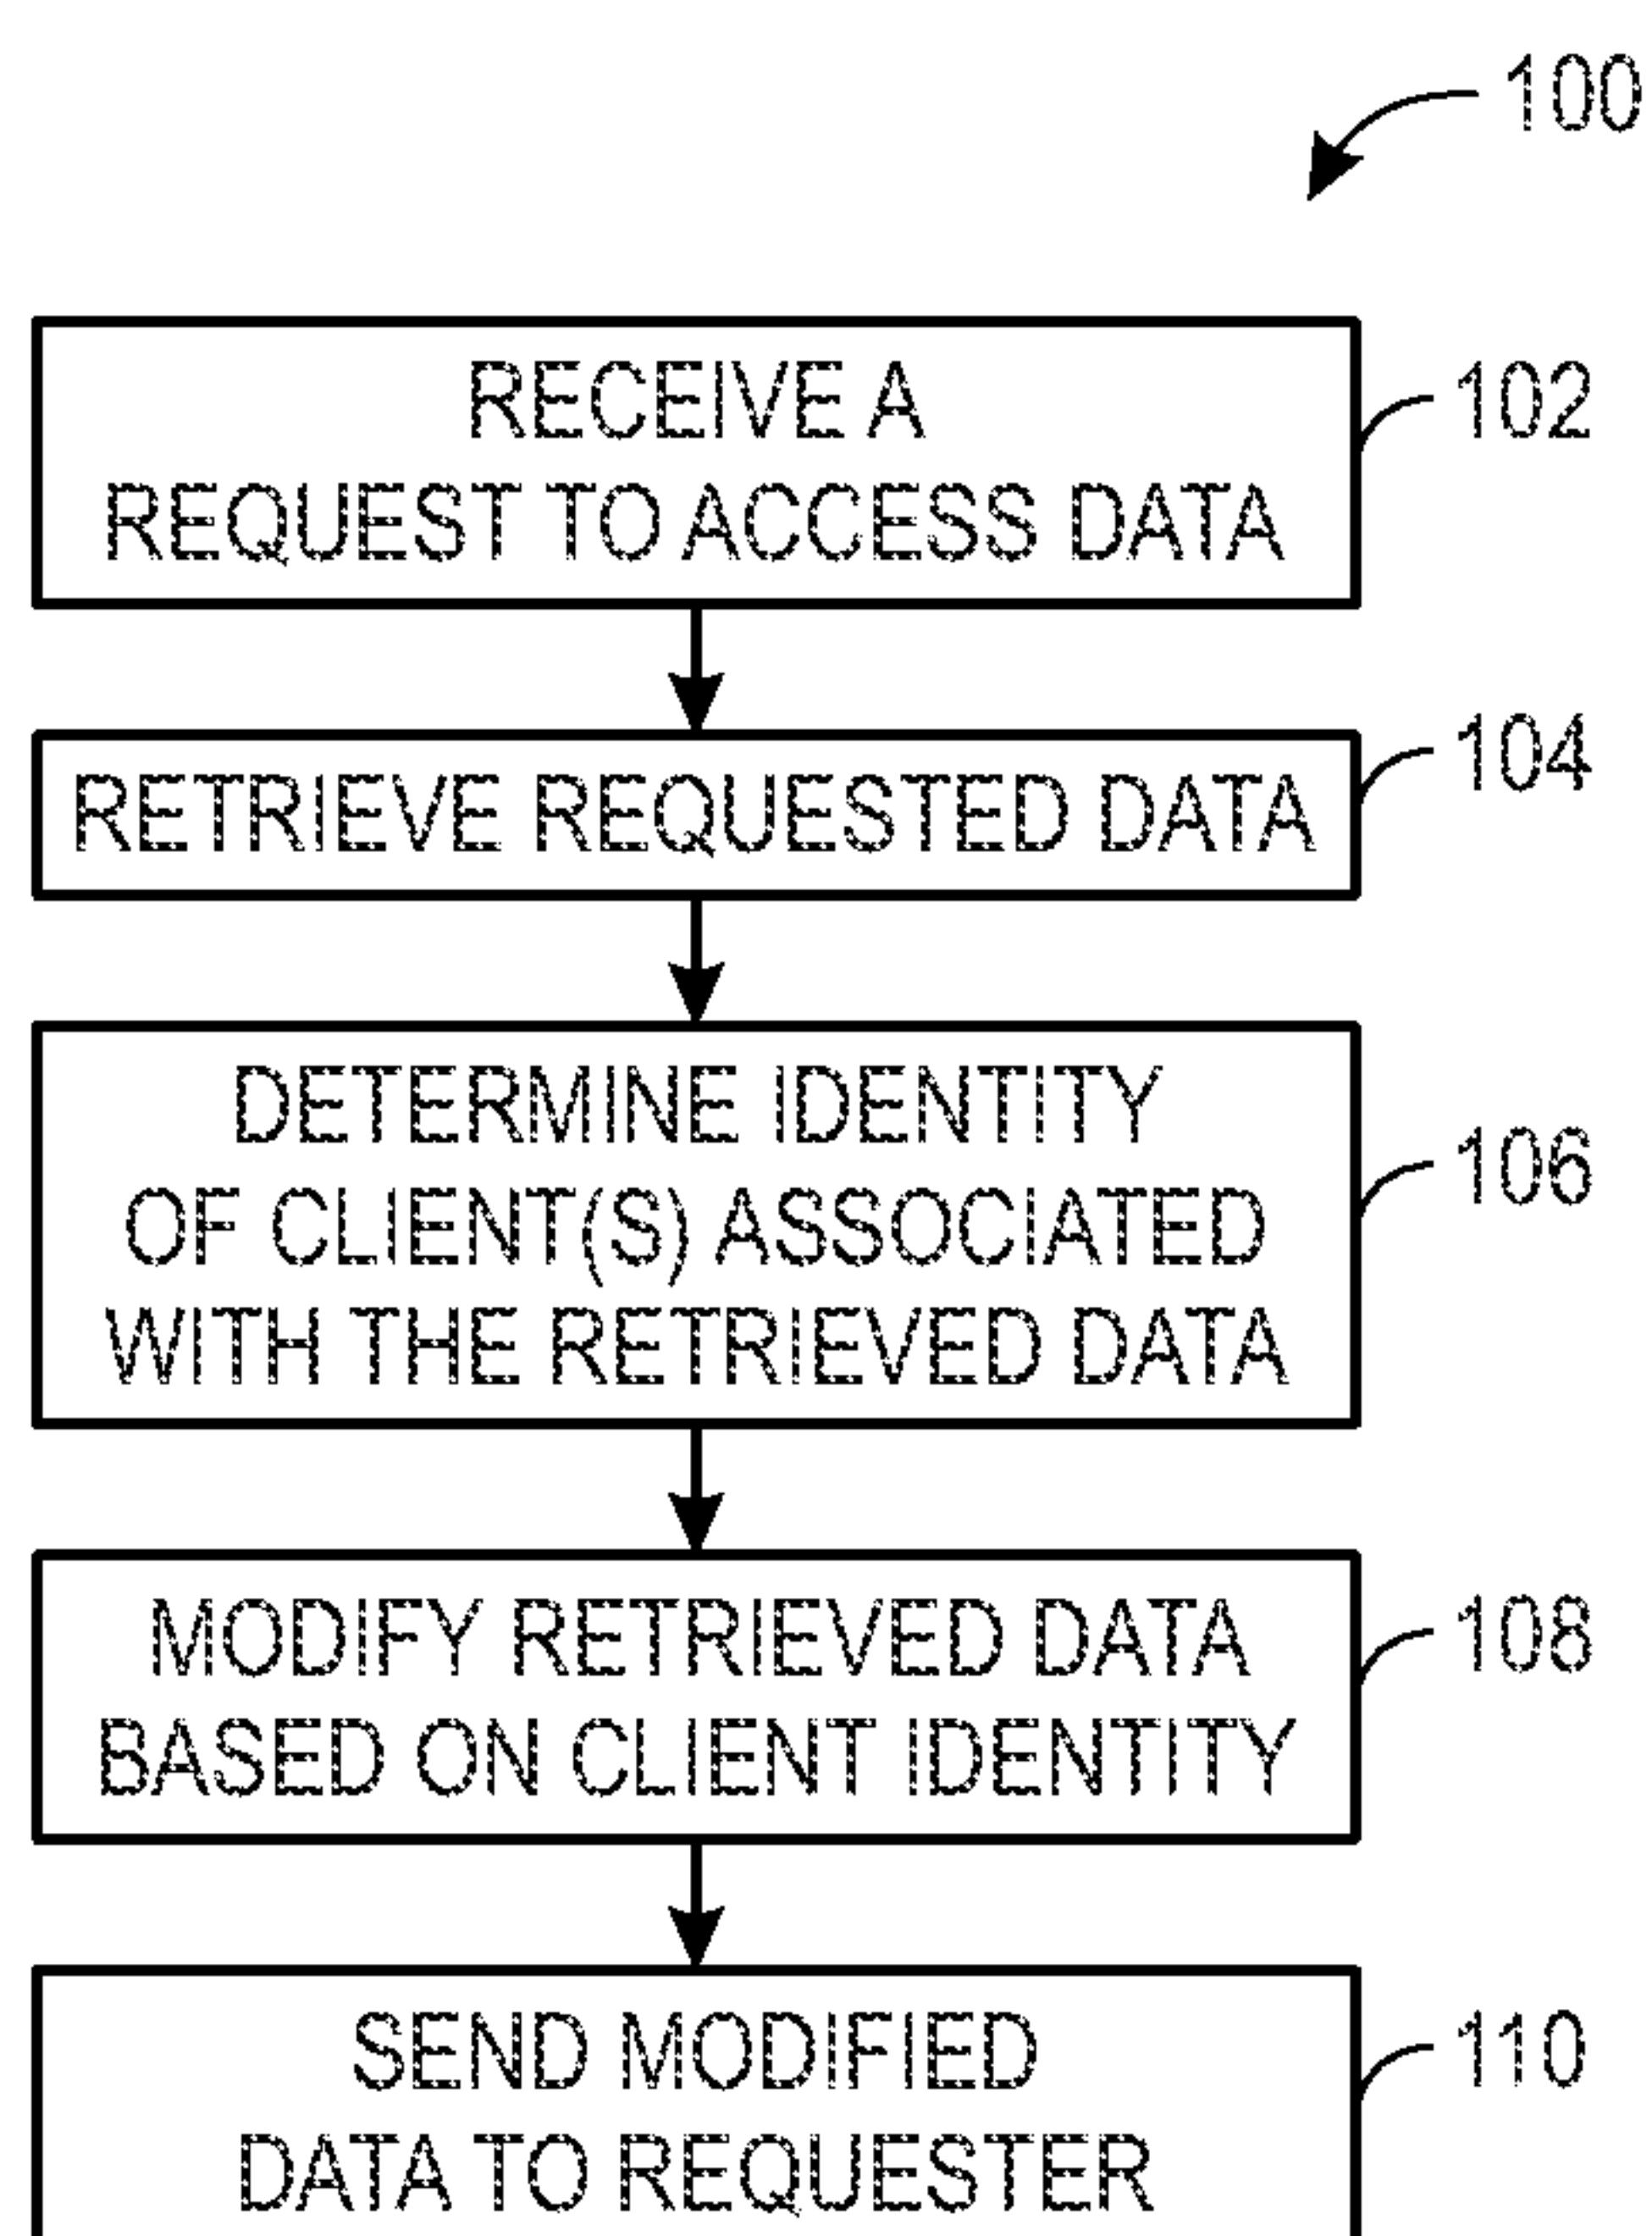 100
RECEIVE A
REQUEST TO ACCESS DATA
102
RETRIEVE REQUESTED DATA
104
DETERMINE IDENTITY
OF CLIENT(S) ASSOCIATED
WITH THE RETRIEVED DATA
106
MODIFY RETRIEVED DATA
BASED ON CLIENT IDENTITY
108
SEND MODIFIED
DATA TO REQUESTER
110